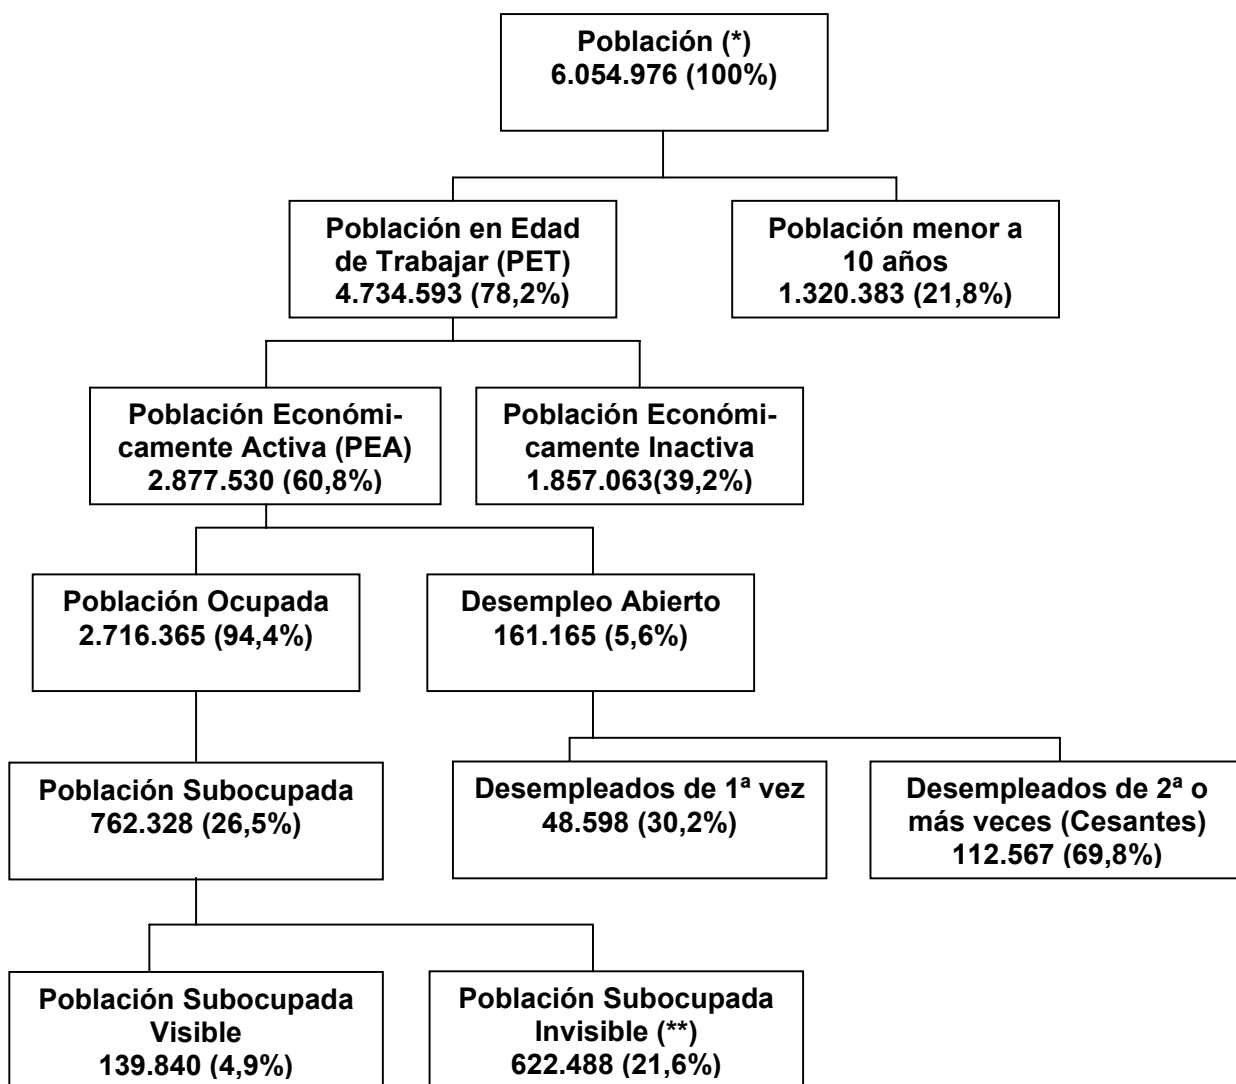 Población (*)
6.054.976 (100%)
Población en Edad
de Trabajar (PET)
4.734.593 (78,2%)
Población menor a
10 años
1.320.383 (21,8%)
Población Económi-
camente Activa (PEA)
2.877.530 (60,8%)
Población Económi-
camente Inactiva
1.857.063(39,2%)
Población Ocupada
2.716.365 (94,4%)
Desempleo Abierto
161.165 (5,6%)
Población Subocupada
762.328 (26,5%)
Desempleados de 1ª vez
48.598 (30,2%)
Desempleados de 2ª o
más veces (Cesantes)
112.567 (69,8%)
Población Subocupada
Visible
139.840 (4,9%)
Población Subocupada
Invisible (**)
622.488 (21,6%)